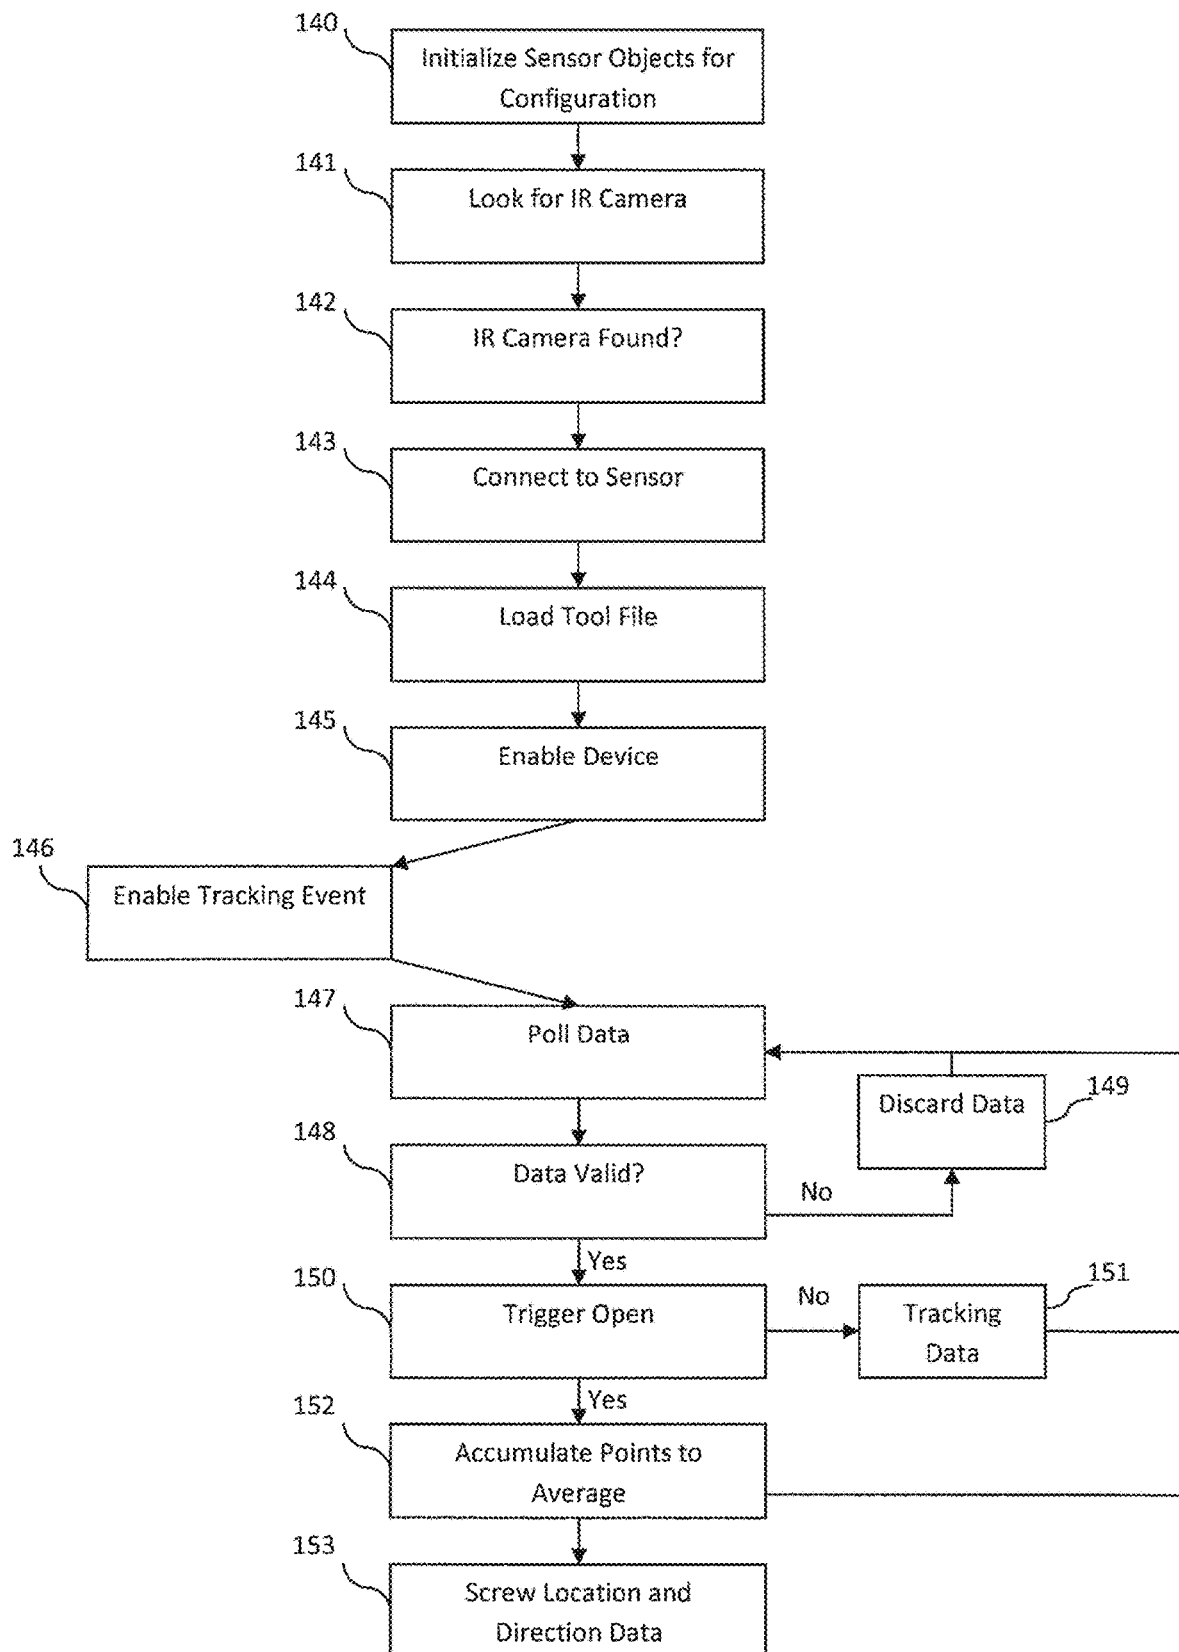 140
Initialize Sensor Objects for
Configuration
141
Look for IR Camera
142
IR Camera Found?
143
Connect to Sensor
144
Load Tool File
145
Enable Device
146
Enable Tracking Event
147
Poll Data
149
Discard Data
148
Data Valid?
No
Yes
150
Trigger Open
No
151
Tracking
Data
Yes
152
Accumulate Points to
Average
153
Screw Location and
Direction Data